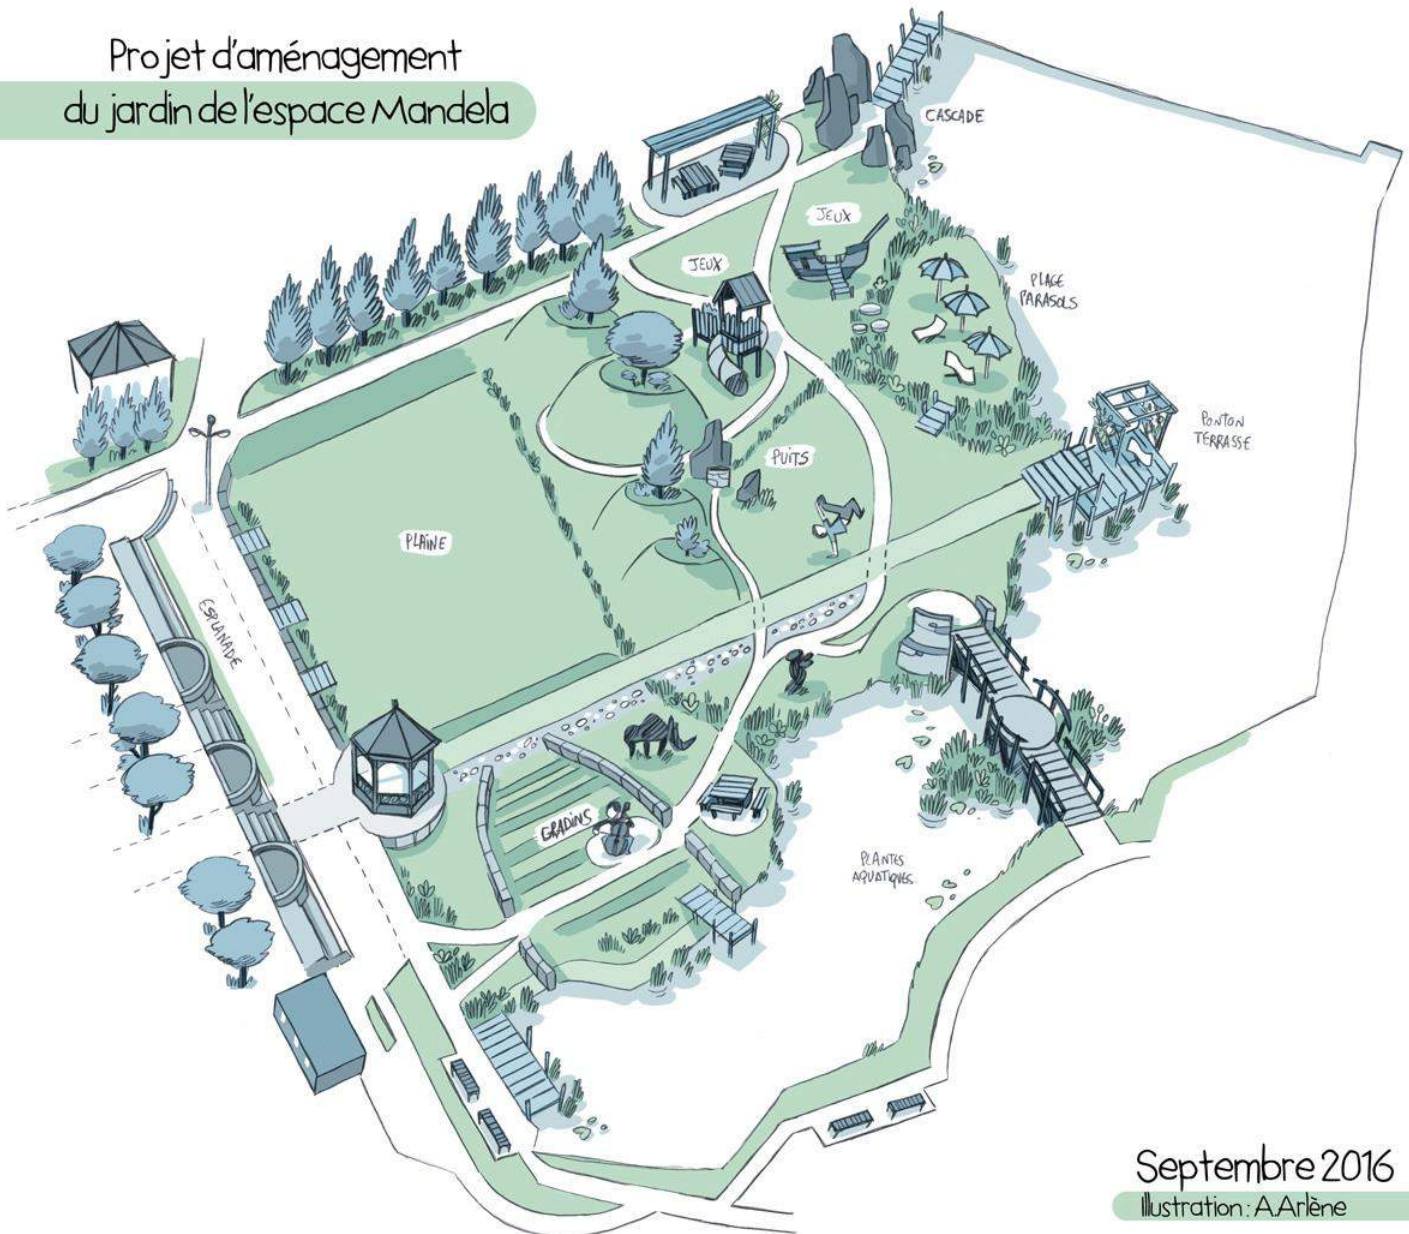 Projet d'aménagement
du jardin de l'espace Mandela
CASCADE
JEUX
JEUX
PLAGE
PARASOLS
PONTON
TERRASSE
PUITS
PLAINE
ESPLANADE
GRADINS
PLANTES
AQUATIQUES
Septembre 2016
Illustration : A.Arlène